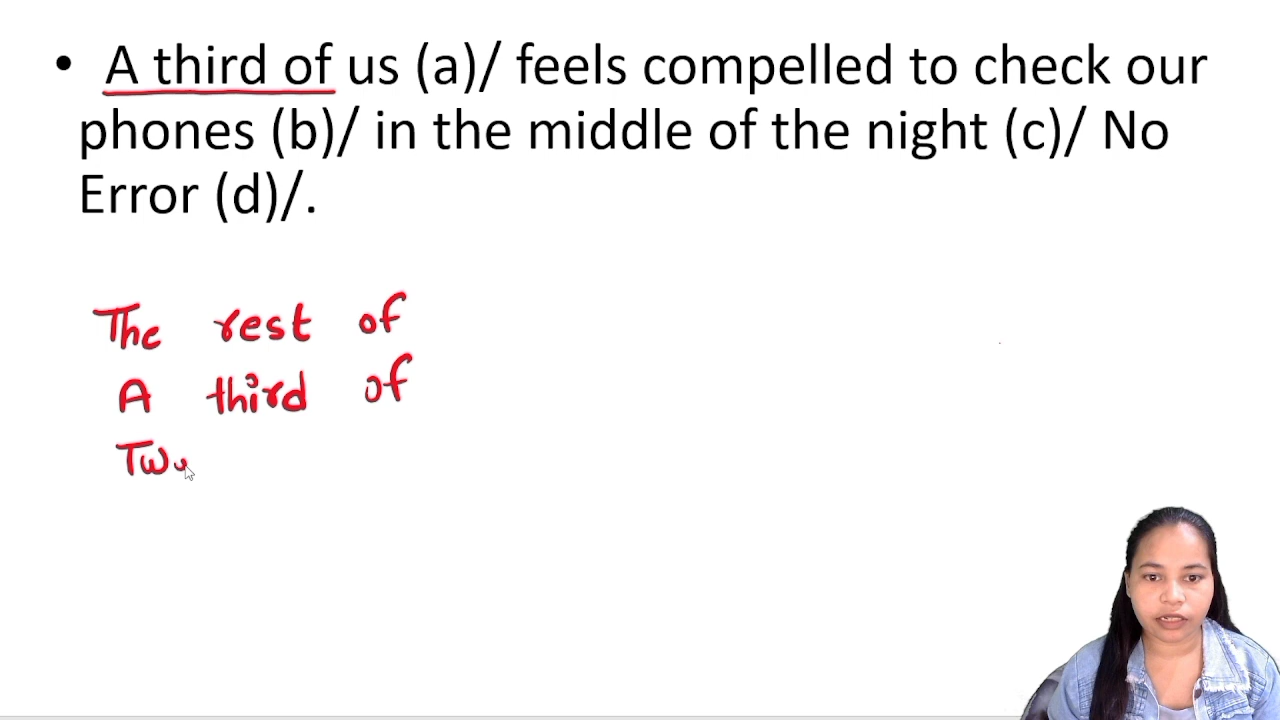 • A third of us (a)/ feels compelled to check our
phones (b)/ in the middle of the night (c)/ No
Error (d)/.
The rest of
A third of
Two